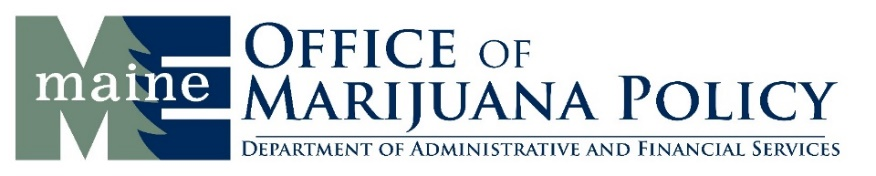 maine
OFFICE OF
MARIJUANA POLICY
DEPARTMENT OF ADMINISTRATIVE AND FINANCIAL SERVICES